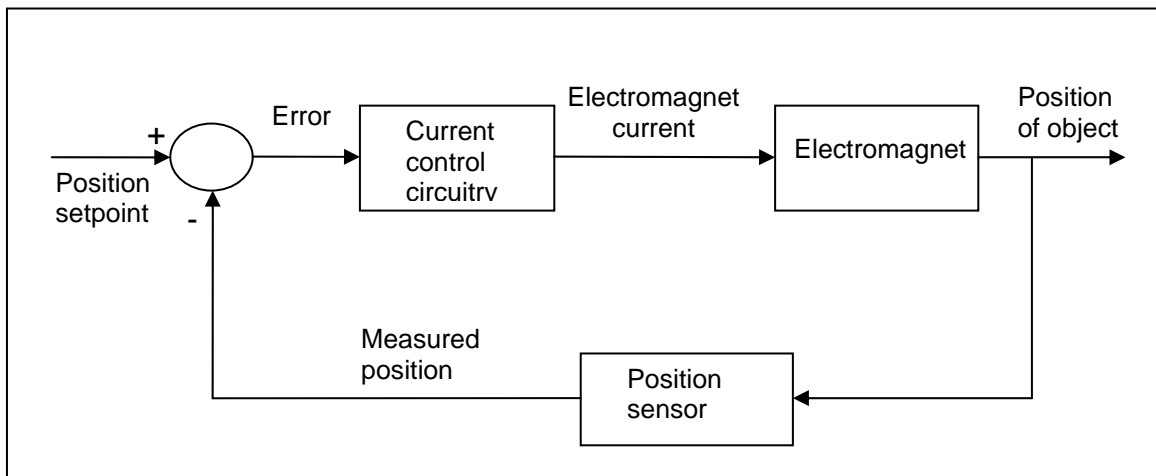 Error
Electromagnet
current
Position
of object
+
Current
control
circuitry
Electromagnet
Position
setpoint
-
Measured
position
Position
sensor